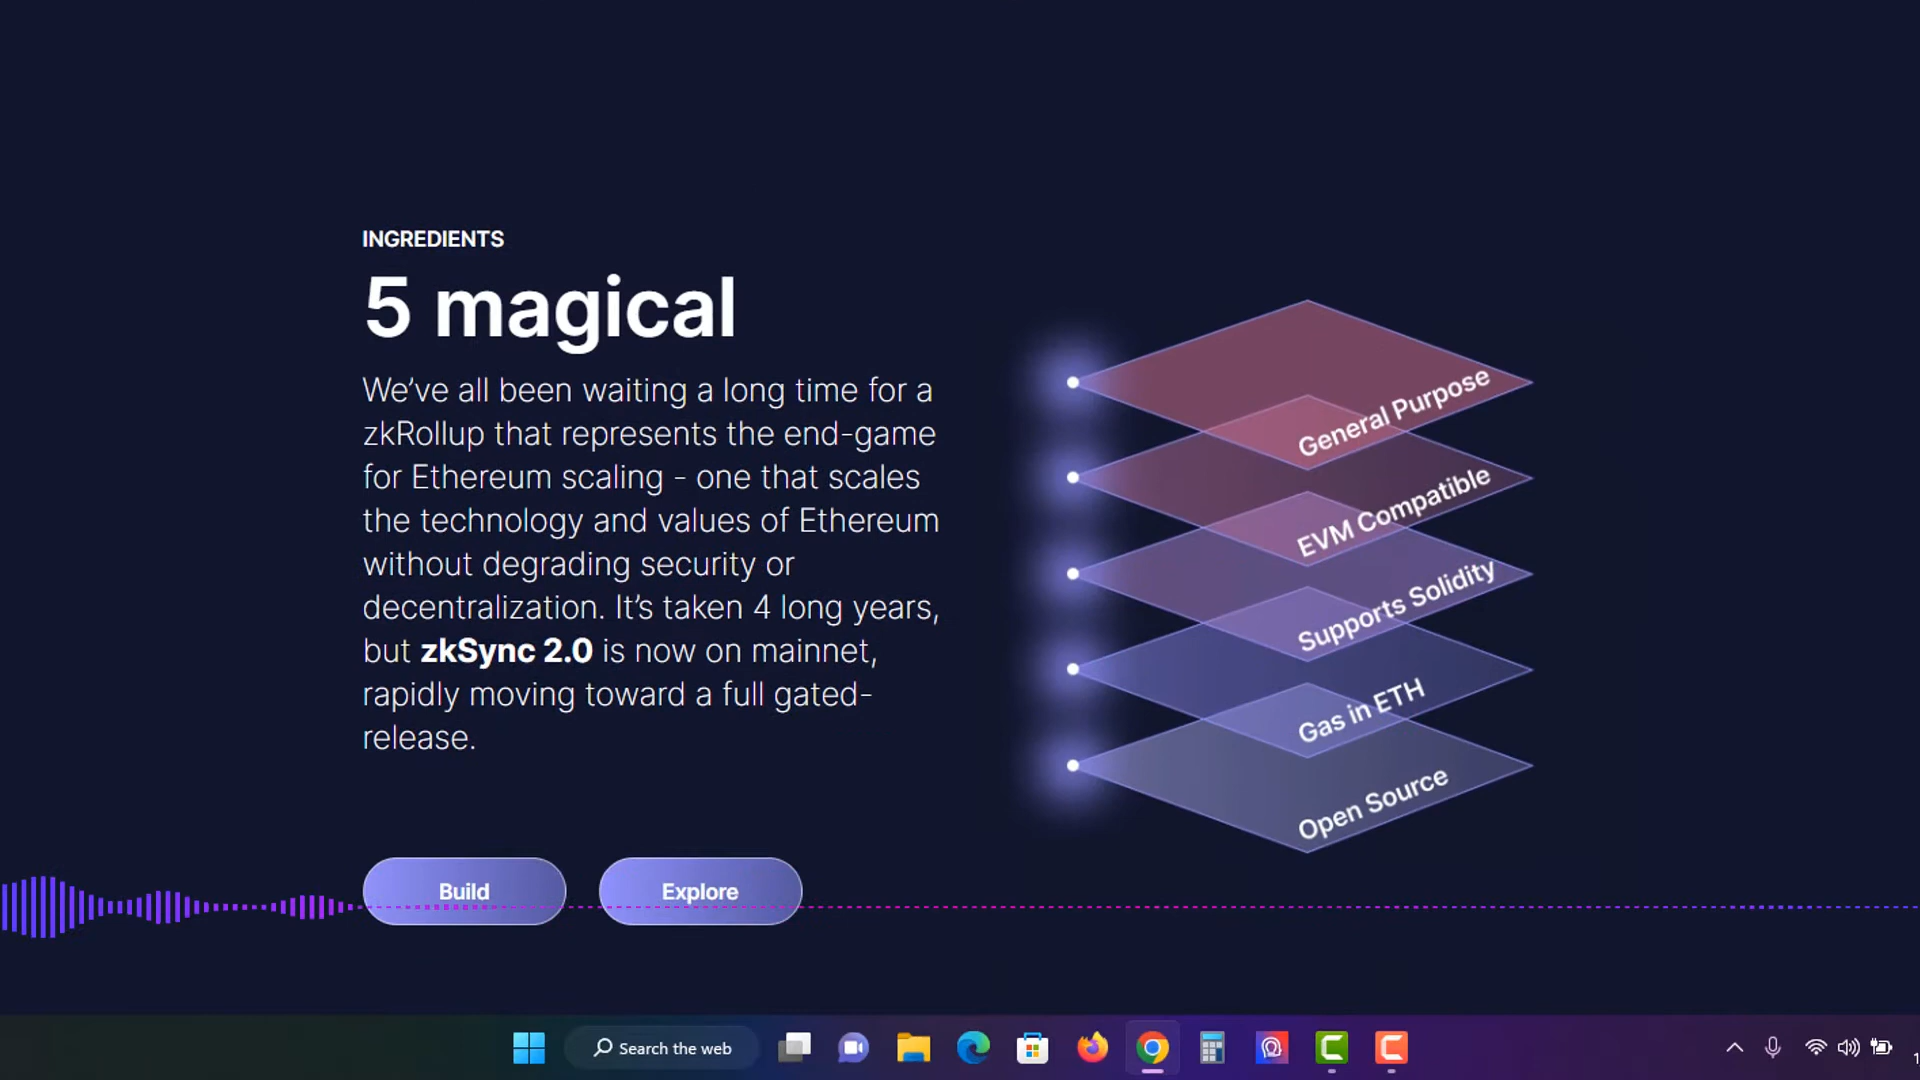 INGREDIENTS
5 magical
We’ve all been waiting a long time for a
zkRollup that represents the end-game
for Ethereum scaling - one that scales
the technology and values of Ethereum
without degrading security or
decentralization. It’s taken 4 long years,
but zkSync 2.0 is now on mainnet,
rapidly moving toward a full gated-
release.
Build
Explore
General Purpose
EVM Compatible
Supports Solidity
Gas in ETH
Open Source
Search the web